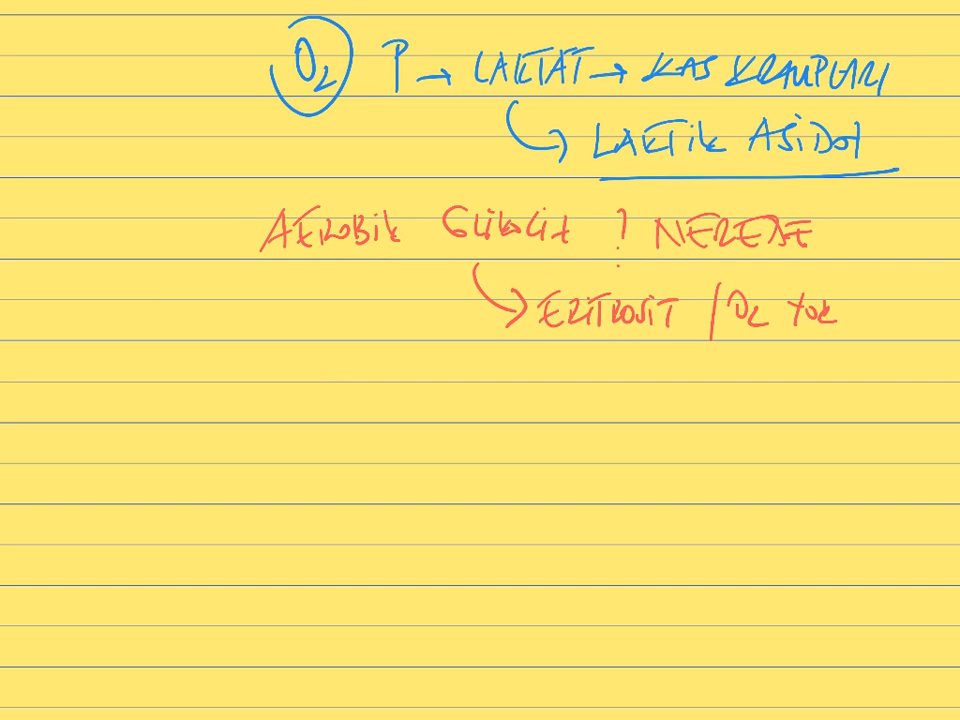 O₂ P → LAKTAT → KAS KRAMPLARI
LAKTİK ASİDOZ
AEROBİK GLİKOLİZ ? NEREDE
ERİTROSİT / O₂ YOK